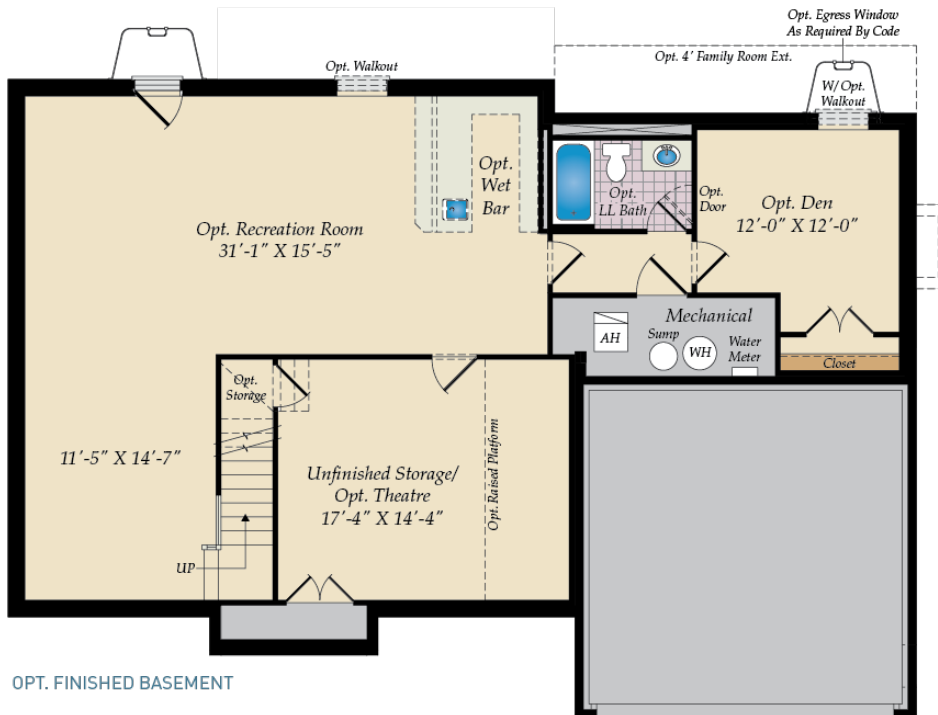 Opt. Egress Window
As Required By Code
Opt. Walkout
Opt. 4' Family Room Ext.
W/ Opt.
Walkout
Opt.
Wet
Bar
Opt.
LL Bath
Opt.
Door
Opt. Den
12'-0" X 12'-0"
Opt. Recreation Room
31'-1" X 15'-5"
Mechanical
AH
Sump
WH
Water
Meter
Closet
Opt.
Storage
11'-5" X 14'-7"
Unfinished Storage/
Opt. Theatre
17'-4" X 14'-4"
Opt. Raised Platform
UP
OPT. FINISHED BASEMENT